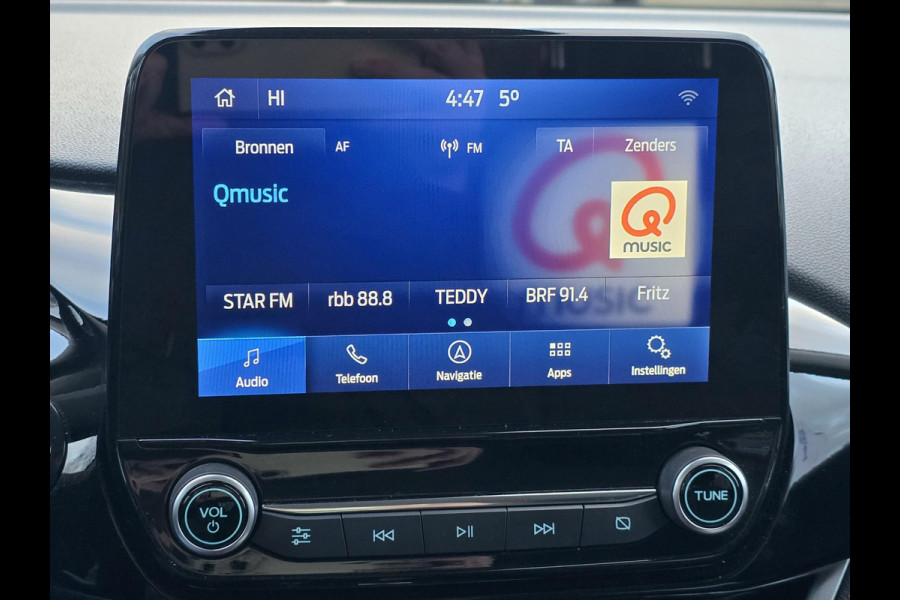 HI 4:47 5º
Bronnen AF FM TA Zenders
Qmusic
MUSIC
STAR FM rbb 88.8 TEDDY BRF 91.4 Fritz
Audio Telefoon Navigatie Apps Instellingen
VOL TUNE